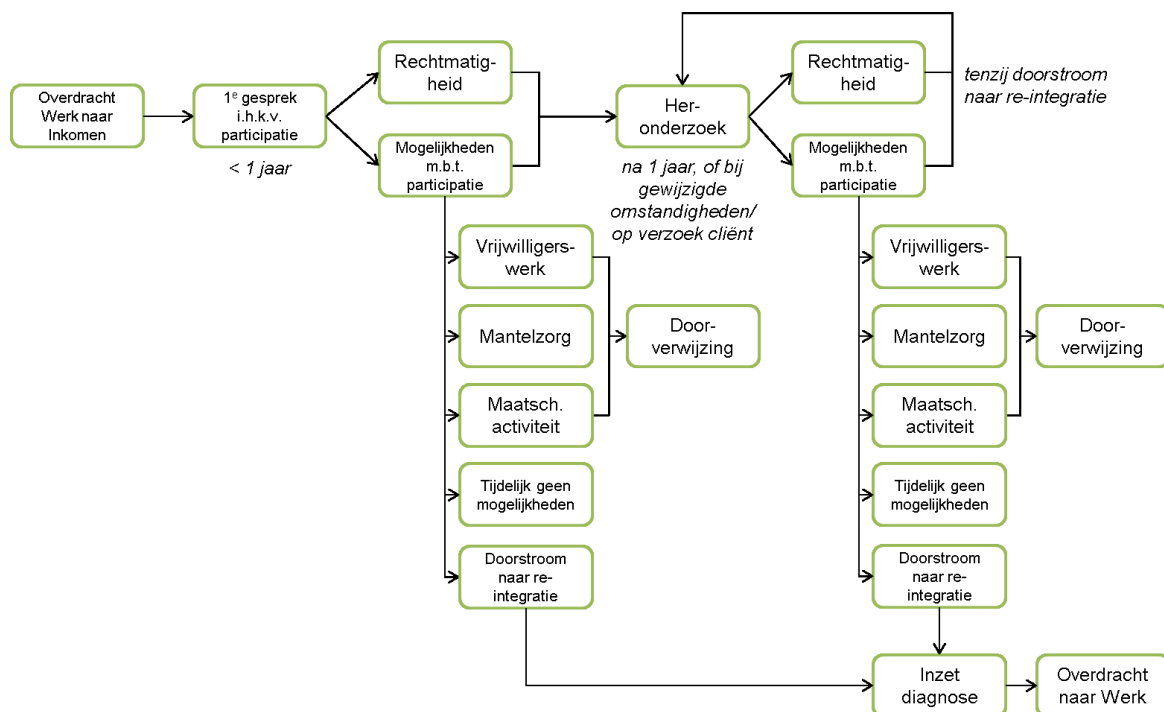 Overdracht
Werk naar
Inkomen
1e gesprek
i.h.k.v.
participatie
< 1 jaar
Rechtmatig-
heid
Mogelijkheden
m.b.t.
participatie
Her-
onderzoek
na 1 jaar, of bij
gewijzigde
omstandigheden/
op verzoek cliënt
Rechtmatig-
heid
Mogelijkheden
m.b.t.
participatie
tenzij doorstroom
naar re-integratie
Vrijwilligers-
werk
Mantelzorg
Maatsch.
activiteit
Tijdelijk geen
mogelijkheden
Doorstroom
naar re-
integratie
Door-
verwijzing
Vrijwilligers-
werk
Mantelzorg
Maatsch.
activiteit
Tijdelijk geen
mogelijkheden
Doorstroom
naar re-
integratie
Door-
verwijzing
Inzet
diagnose
Overdracht
naar Werk